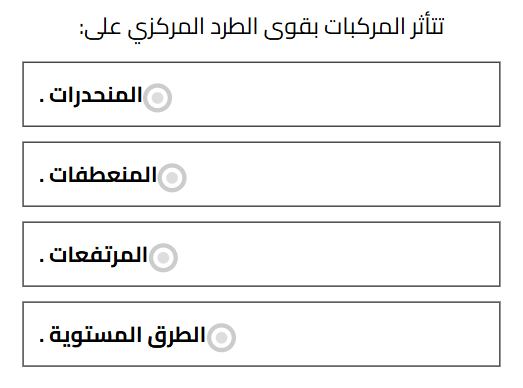 تتأثر المركبات بقوى الطرد المركزي على:
المنحدرات .
المنعطفات .
المرتفعات .
الطرق المستوية .